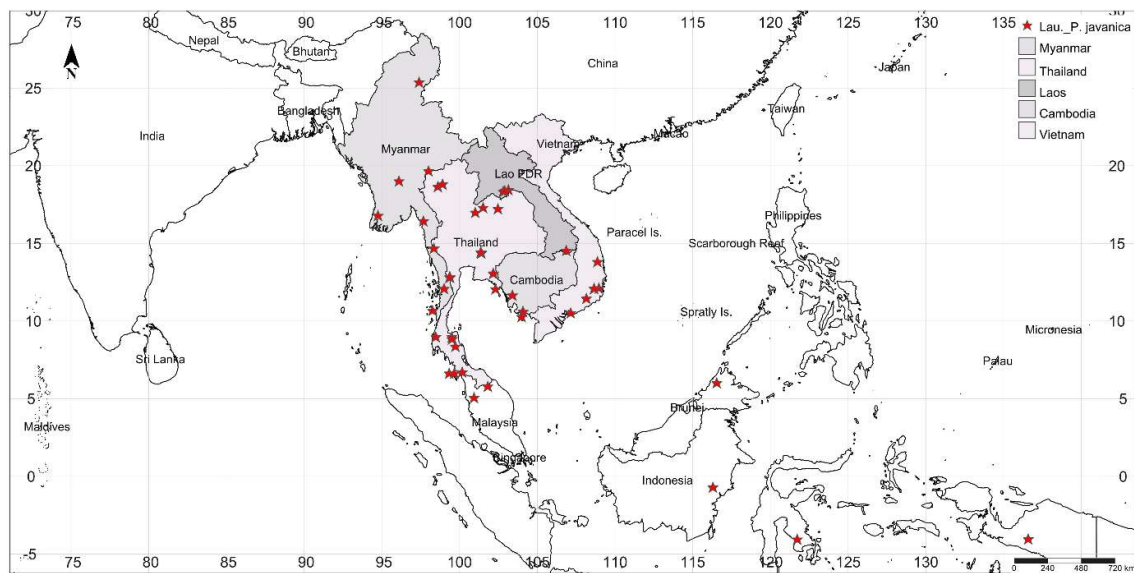 30 75 80 85 90 95 100 105 110 115 120 125 130 135 30
Lau._P. javanica
Myanmar
Thailand
Laos
Cambodia
Vietnam
N
Nepal
Bhutan
China
Japan
25
Bangladesh
Taiwan
India
Macao
Myanmar
Vietnam
20 20
Lao PDR
Philippines
Paracel Is.
Scarborough Reef
15 15
Thailand
Cambodia
10 Spratly Is. 10
Micronesia
Sri Lanka
Palau
5 5
Brunei
Malaysia
Maldives
Singapore
0 0
Indonesia
-5
75 80 85 90 95 100 105 110 115 120 125 130
0 240 480 720 km